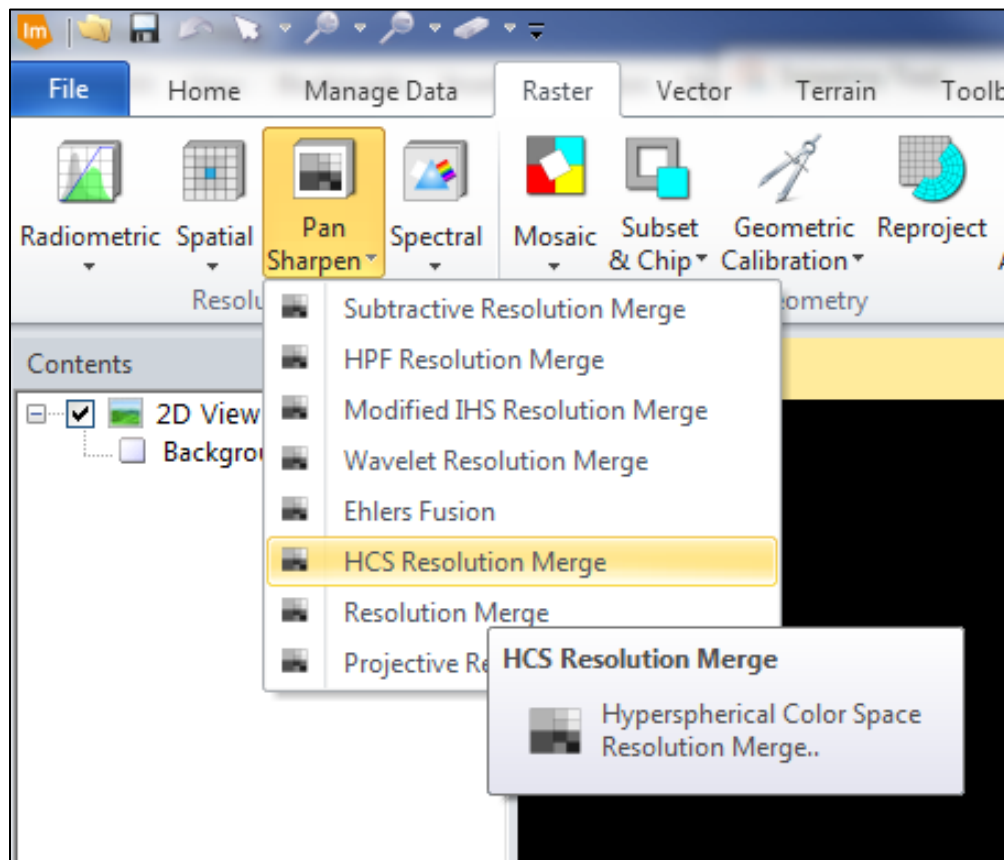 Im
File Home Manage Data Raster Vector Terrain
Radiometric Spatial Pan Sharpen Spectral Mosaic Subset & Chip Geometric Calibration Reproject
Contents
2D View
Subtractive Resolution Merge
HPF Resolution Merge
Modified IHS Resolution Merge
Wavelet Resolution Merge
Ehlers Fusion
HCS Resolution Merge
Resolution Merge
Projective
HCS Resolution Merge
Hyperspherical Color Space
Resolution Merge..